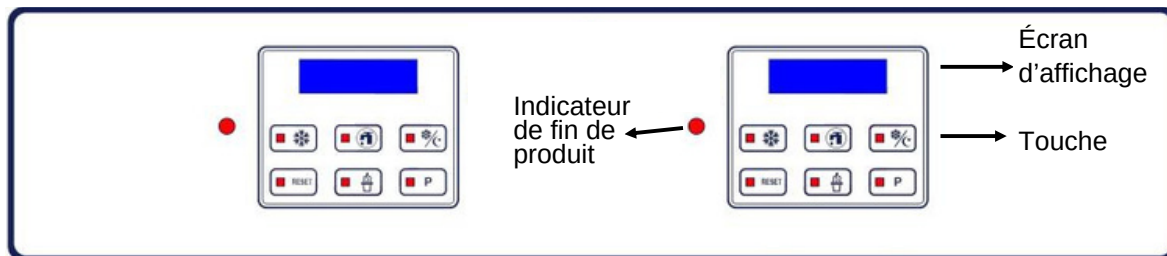 Écran
d’affichage
Indicateur
de fin de
produit
Touche
RESET
P
RESET
P